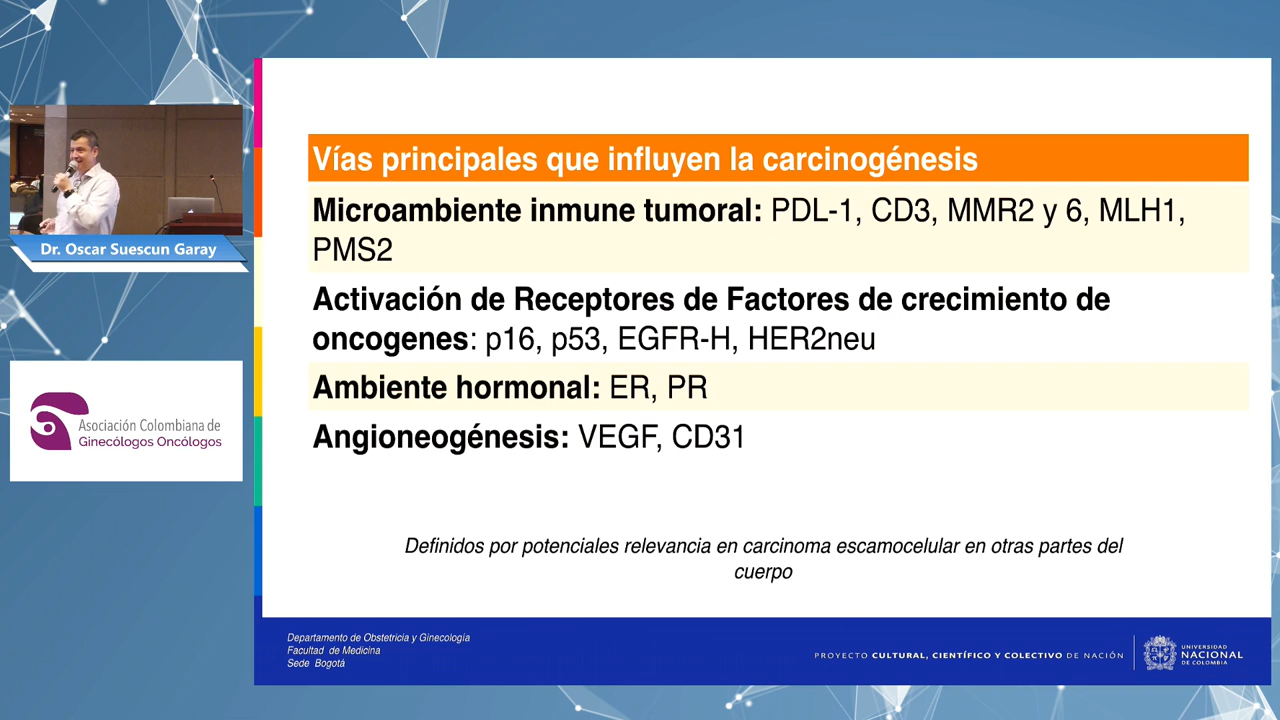 Vías principales que influyen la carcinogénesis
Microambiente inmune tumoral: PDL-1, CD3, MMR2 y 6, MLH1,
PMS2
Activación de Receptores de Factores de crecimiento de
oncogenes: p16, p53, EGFR-H, HER2neu
Ambiente hormonal: ER, PR
Angioneogénesis: VEGF, CD31
Definidos por potenciales relevancia en carcinoma escamocelular en otras partes del
cuerpo
Dr. Oscar Suescun Garay
Asociación Colombiana de
Ginecólogos Oncólogos
Departamento de Obstetricia y Ginecología
Facultad de Medicina
Sede Bogotá
PROYECTO CULTURAL, CIENTÍFICO Y COLECTIVO DE NACIÓN
UNIVERSIDAD
NACIONAL
DE COLOMBIA